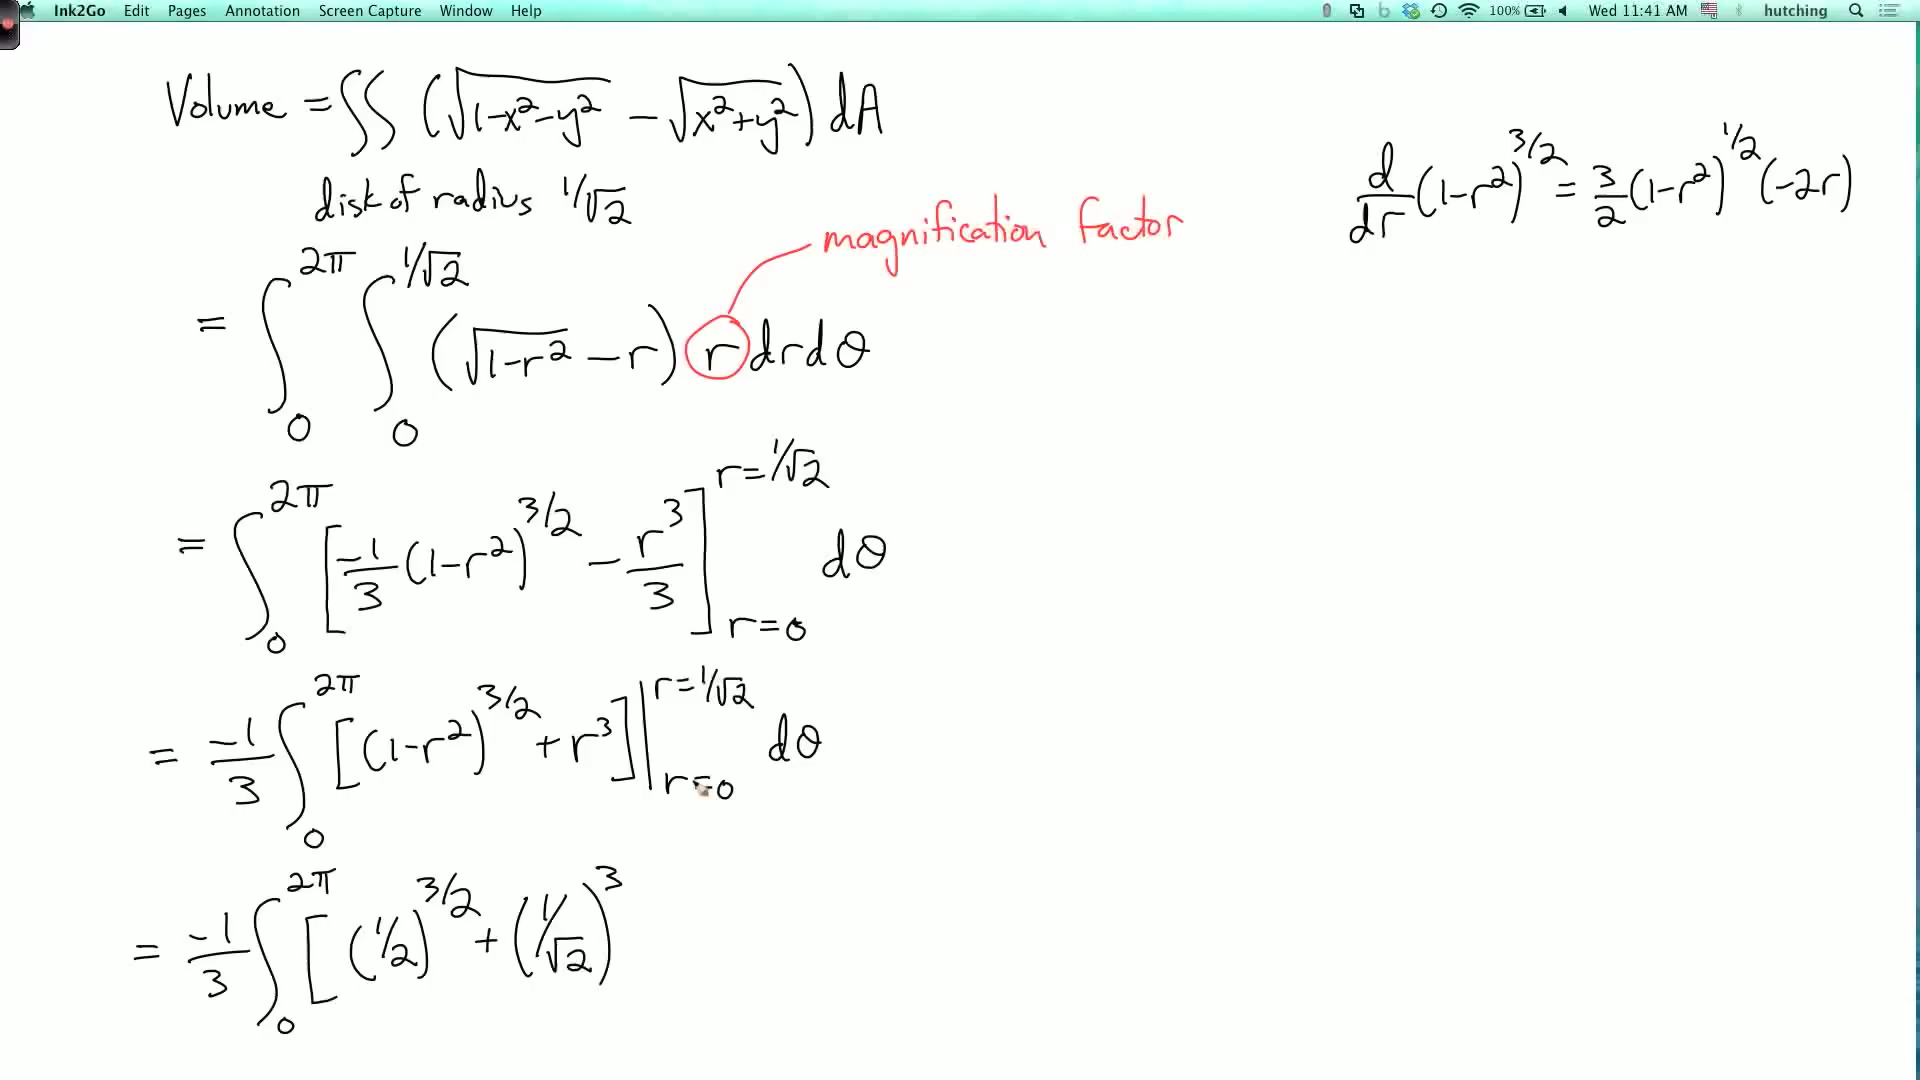 Ink2Go Edit Pages Annotation Screen Capture Window Help 100% Wed 11:41 AM hutching
Volume = ∬ (√(1-x²-y²) - √(x²+y²)) dA
disk of radius 1/√2
magnification factor
d/dr (1-r²)^(3/2) = 3/2 (1-r²)^(1/2) (-2r)
= ∫₀^(2π) ∫₀^(1/√2) (√(1-r²) - r) r dr dθ
= ∫₀^(2π) [-1/3 (1-r²)^(3/2) - r³/3]_(r=0)^(r=1/√2) dθ
= -1/3 ∫₀^(2π) [(1-r²)^(3/2) + r³]|_(r=0)^(r=1/√2) dθ
= -1/3 ∫₀^(2π) [(1/2)^(3/2) + (1/√2)³